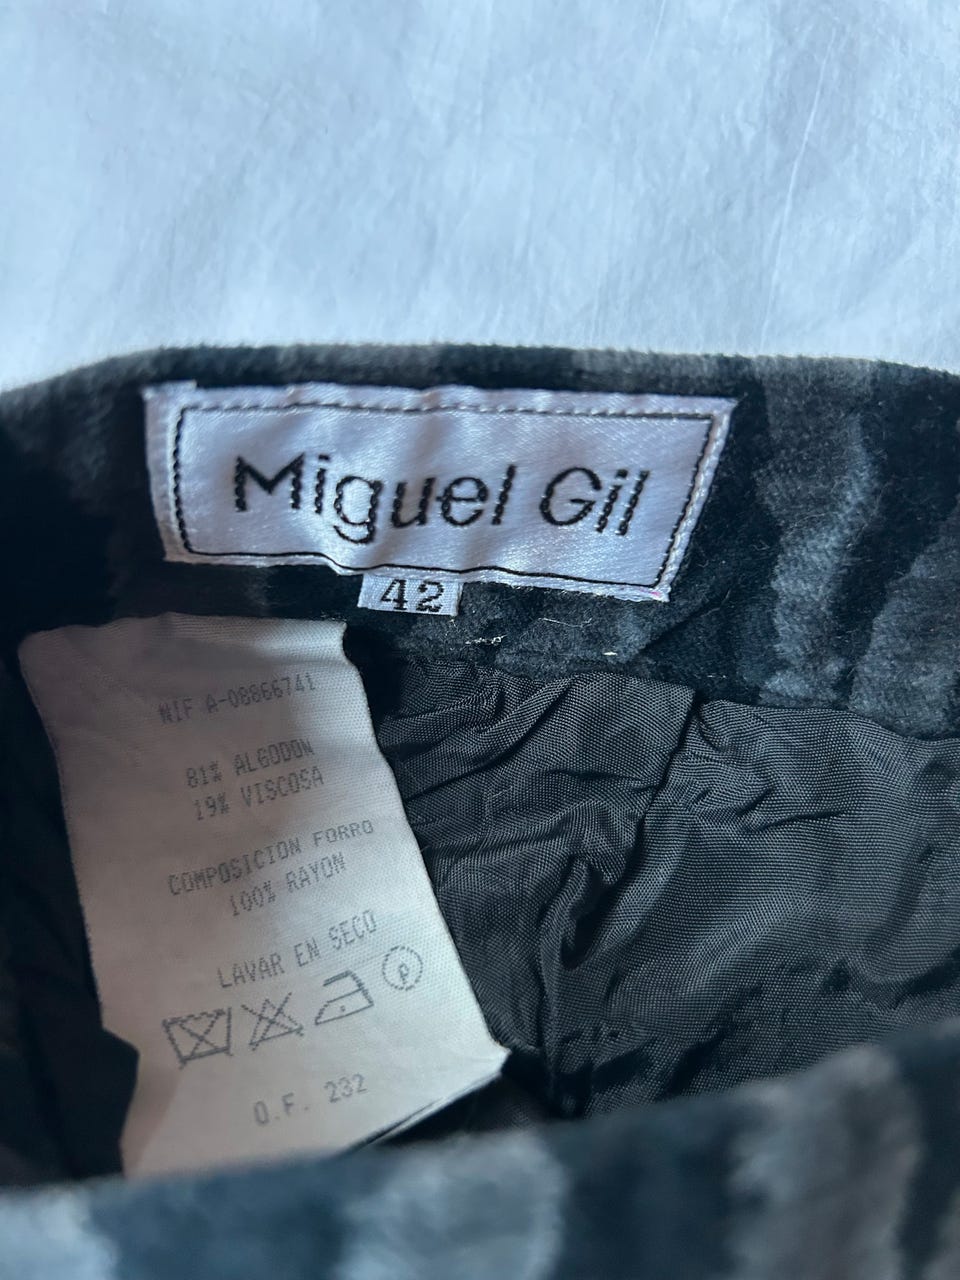 Miguel Gil
42
NIF A-08866741
81% ALGODON
19% VISCOSA
COMPOSICION FORRO
100% RAYON
LAVAR EN SECO
P
O.F. 232